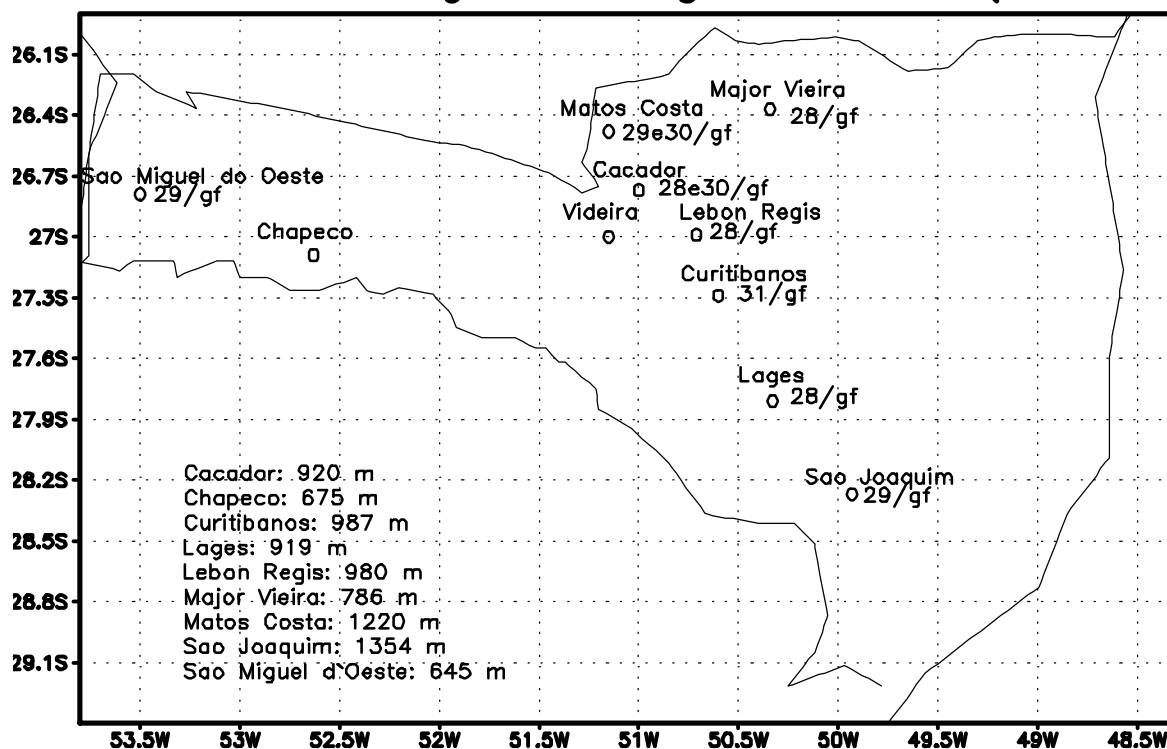 26.1S
Major Vieira
28/gf
26.4S
Matos Costa
29e30/gf
26.7S
Sao Miguel do Oeste
29/gf
Cacador
28e30/gf
Videira
Lebon Regis
28/gf
27S
Chapeco
Curitibanos
31/gf
27.3S
27.6S
Lages
28/gf
27.9S
28.2S
Sao Joaquim
29/gf
28.5S
28.8S
29.1S
Cacador: 920 m
Chapeco: 675 m
Curitibanos: 987 m
Lages: 919 m
Lebon Regis: 980 m
Major Vieira: 786 m
Matos Costa: 1220 m
Sao Joaquim: 1354 m
Sao Miguel d`Oeste: 645 m
53.5W 53W 52.5W 52W 51.5W 51W 50.5W 50W 49.5W 49W 48.5W